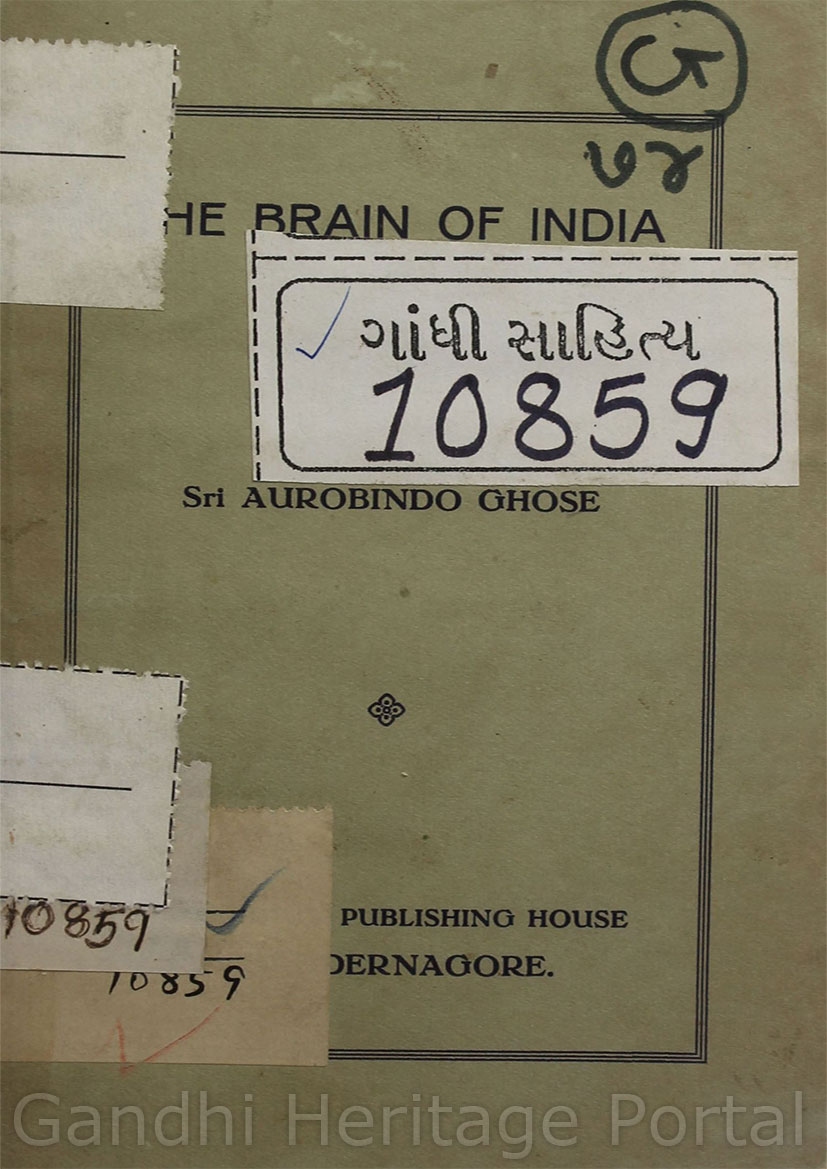 ૭૪
HE BRAIN OF INDIA
ગાંધી સાહિત્ય
10859
Sri AUROBINDO GHOSE
PUBLISHING HOUSE
DERNAGORE.
10859
10859
Gandhi Heritage Portal